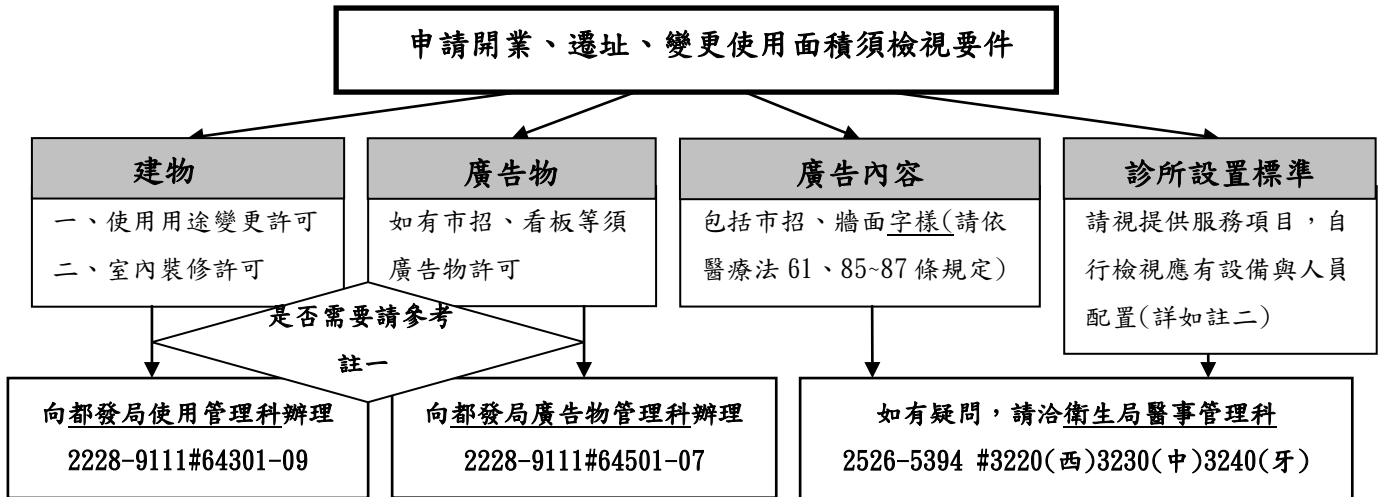 申請開業、遷址、變更使用面積須檢視要件
建物
一、使用用途變更許可
二、室內裝修許可
廣告物
如有市招、看板等須
廣告物許可
廣告內容
包括市招、牆面字樣(請依
醫療法 61、85~87 條規定)
診所設置標準
請視提供服務項目，自
行檢視應有設備與人員
配置(詳如註二)
是否需要請參考
註一
向都發局使用管理科辦理
2228-9111#64301-09
向都發局廣告物管理科辦理
2228-9111#64501-07
如有疑問，請洽衛生局醫事管理科
2526-5394 #3220(西)3230(中)3240(牙)